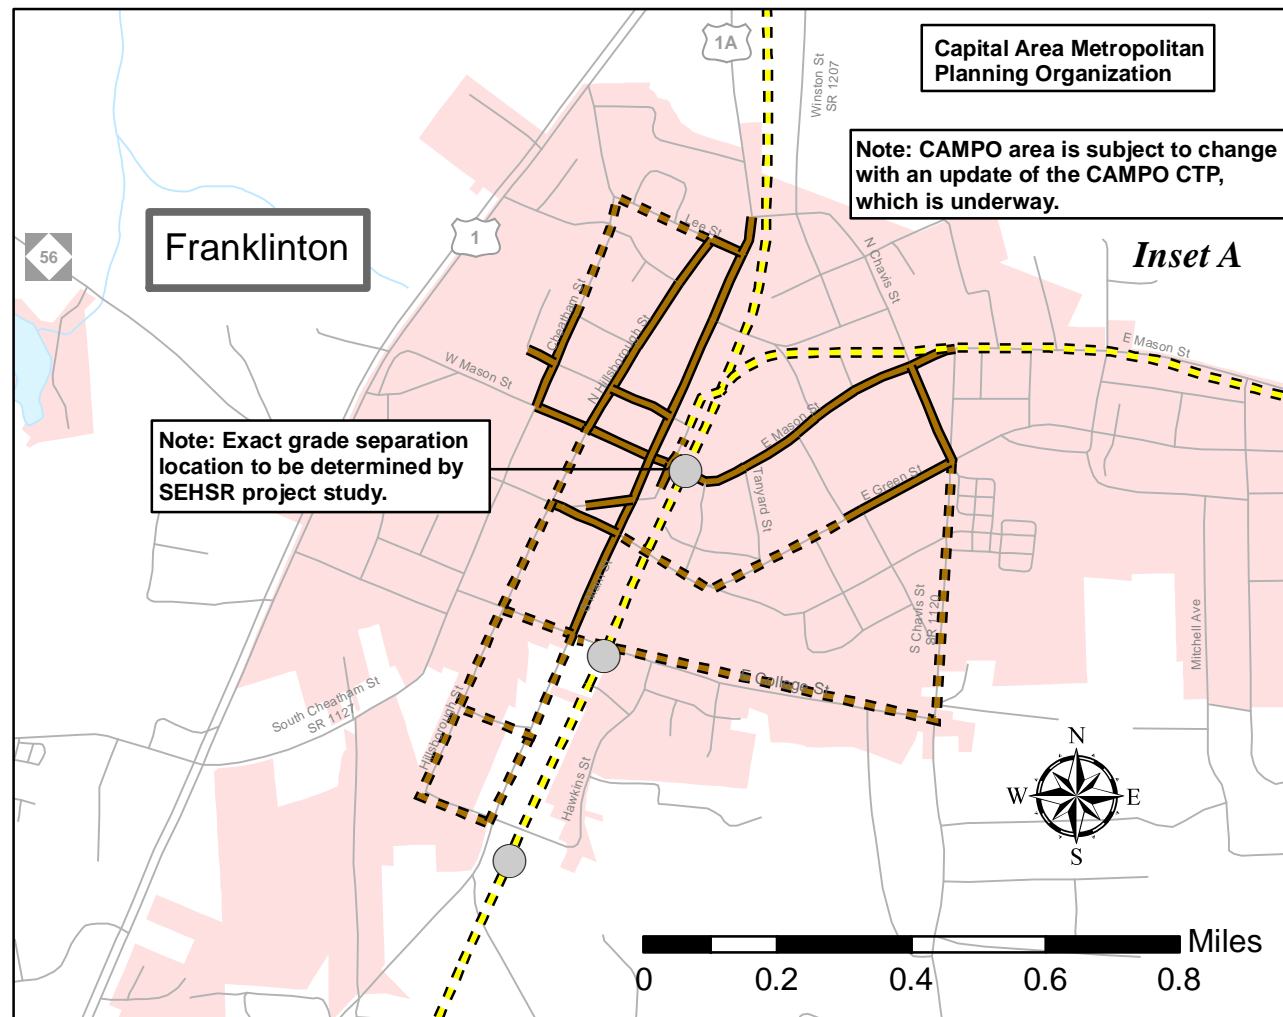 1A
Winston St
SR 1207
Capital Area Metropolitan
Planning Organization
Note: CAMPO area is subject to change
with an update of the CAMPO CTP,
which is underway.
Inset A
Franklinton
56
1
Lee St
N Chavis St
Cheatham St
N Hillsborough St
W Mason St
E Mason St
E Mason St
Note: Exact grade separation
location to be determined by
SEHSR project study.
Tanyard St
E Green St
S Main St
S Chavis St
SR 1120
Mitchell Ave
E College St
South Cheatham St
SR 1127
Hillsborough St
Hawkins St
N
W
E
S
Miles
0
0.2
0.4
0.6
0.8